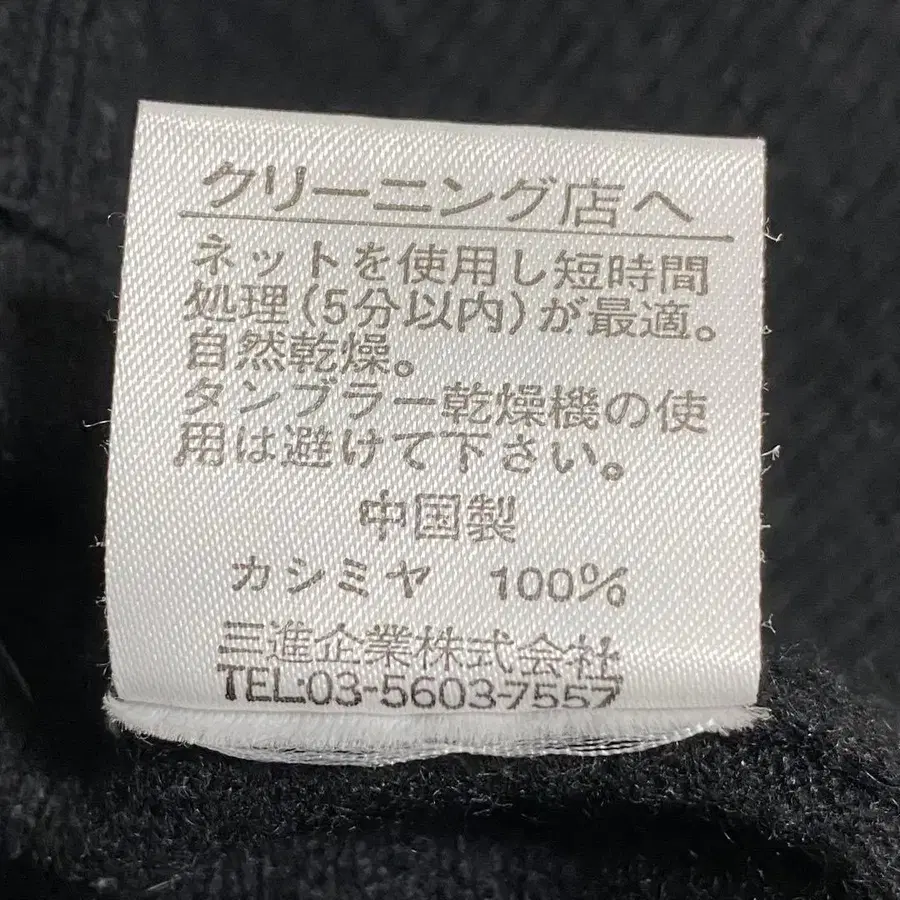 クリーニング店へ
ネットを使用し短時間
処理(5分以内)が最適。
自然乾燥。
タンブラー乾燥機の使
用は避けて下さい。
中国製
カシミヤ 100%
三進企業株式会社
TEL:03-5603-7557